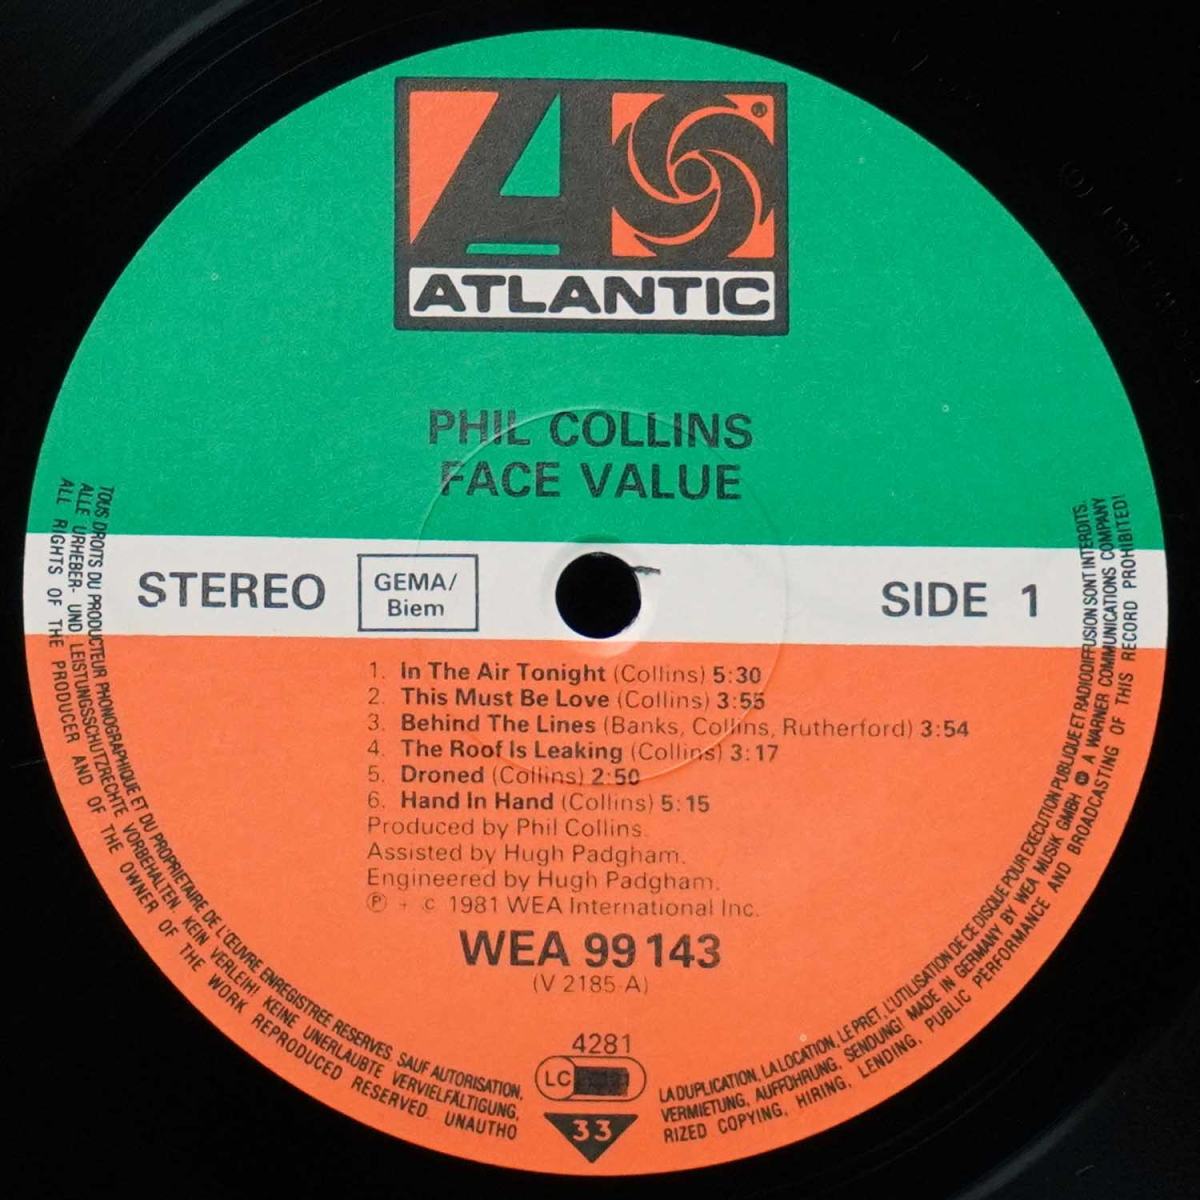 ATLANTIC
®
PHIL COLLINS
FACE VALUE
STEREO
GEMA/
Biem
SIDE 1
1. In The Air Tonight (Collins) 5:30
2. This Must Be Love (Collins) 3:55
3. Behind The Lines (Banks, Collins, Rutherford) 3:54
4. The Roof Is Leaking (Collins) 3:17
5. Droned (Collins) 2:50
6. Hand In Hand (Collins) 5:15
Produced by Phil Collins.
Assisted by Hugh Padgham.
Engineered by Hugh Padgham.
℗ + c 1981 WEA International Inc.
WEA 99 143
(V 2185-A)
4281
LC
33
TOUS DROITS DU PRODUCTEUR PHONOGRAPHIQUE ET DU PROPRIETAIRE DE L'ŒUVRE ENREGISTREE RESERVES. SAUF AUTORISATION, LA DUPLICATION, LA LOCATION, LE PRET, L'UTILISATION DE CE DISQUE POUR EXECUTION PUBLIQUE ET RADIODIFFUSION SONT INTERDITS.
ALLE URHEBER- UND LEISTUNGSSCHUTZRECHTE VORBEHALTEN. KEIN VERLEIH! KEINE UNERLAUBTE VERVIELFÄLTIGUNG, VERMIETUNG, AUFFÜHRUNG, SENDUNG! MADE IN GERMANY BY WEA MUSIK GMBH A WARNER COMMUNICATIONS COMPANY
ALL RIGHTS OF THE PRODUCER AND OF THE OWNER OF THE WORK REPRODUCED RESERVED. UNAUTHO RIZED COPYING, HIRING, LENDING, PUBLIC PERFORMANCE AND BROADCASTING OF THIS RECORD PROHIBITED!